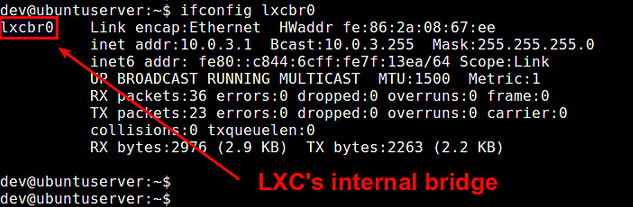 dev@ubuntuserver:~$ ifconfig lxcbr0
lxcbr0    Link encap:Ethernet  HWaddr fe:86:2a:08:67:ee
          inet addr:10.0.3.1  Bcast:10.0.3.255  Mask:255.255.255.0
          inet6 addr: fe80::c844:6cff:fe7f:13ea/64 Scope:Link
          UP BROADCAST RUNNING MULTICAST  MTU:1500  Metric:1
          RX packets:36 errors:0 dropped:0 overruns:0 frame:0
          TX packets:23 errors:0 dropped:0 overruns:0 carrier:0
          collisions:0 txqueuelen:0
          RX bytes:2976 (2.9 KB)  TX bytes:2263 (2.2 KB)
dev@ubuntuserver:~$
LXC's internal bridge
dev@ubuntuserver:~$